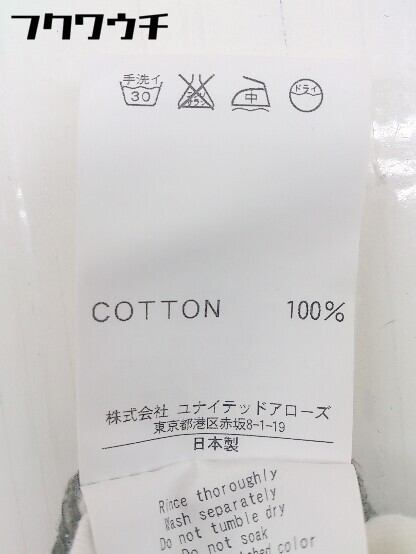 フクワウチ
手洗イ ドライ
30 中
COTTON 100%
株式会社 ユナイテッドアローズ
東京都港区赤坂8-1-19
日本製
Rince thoroughly
Wash separately
Do not tumble dry
Do not soak
color